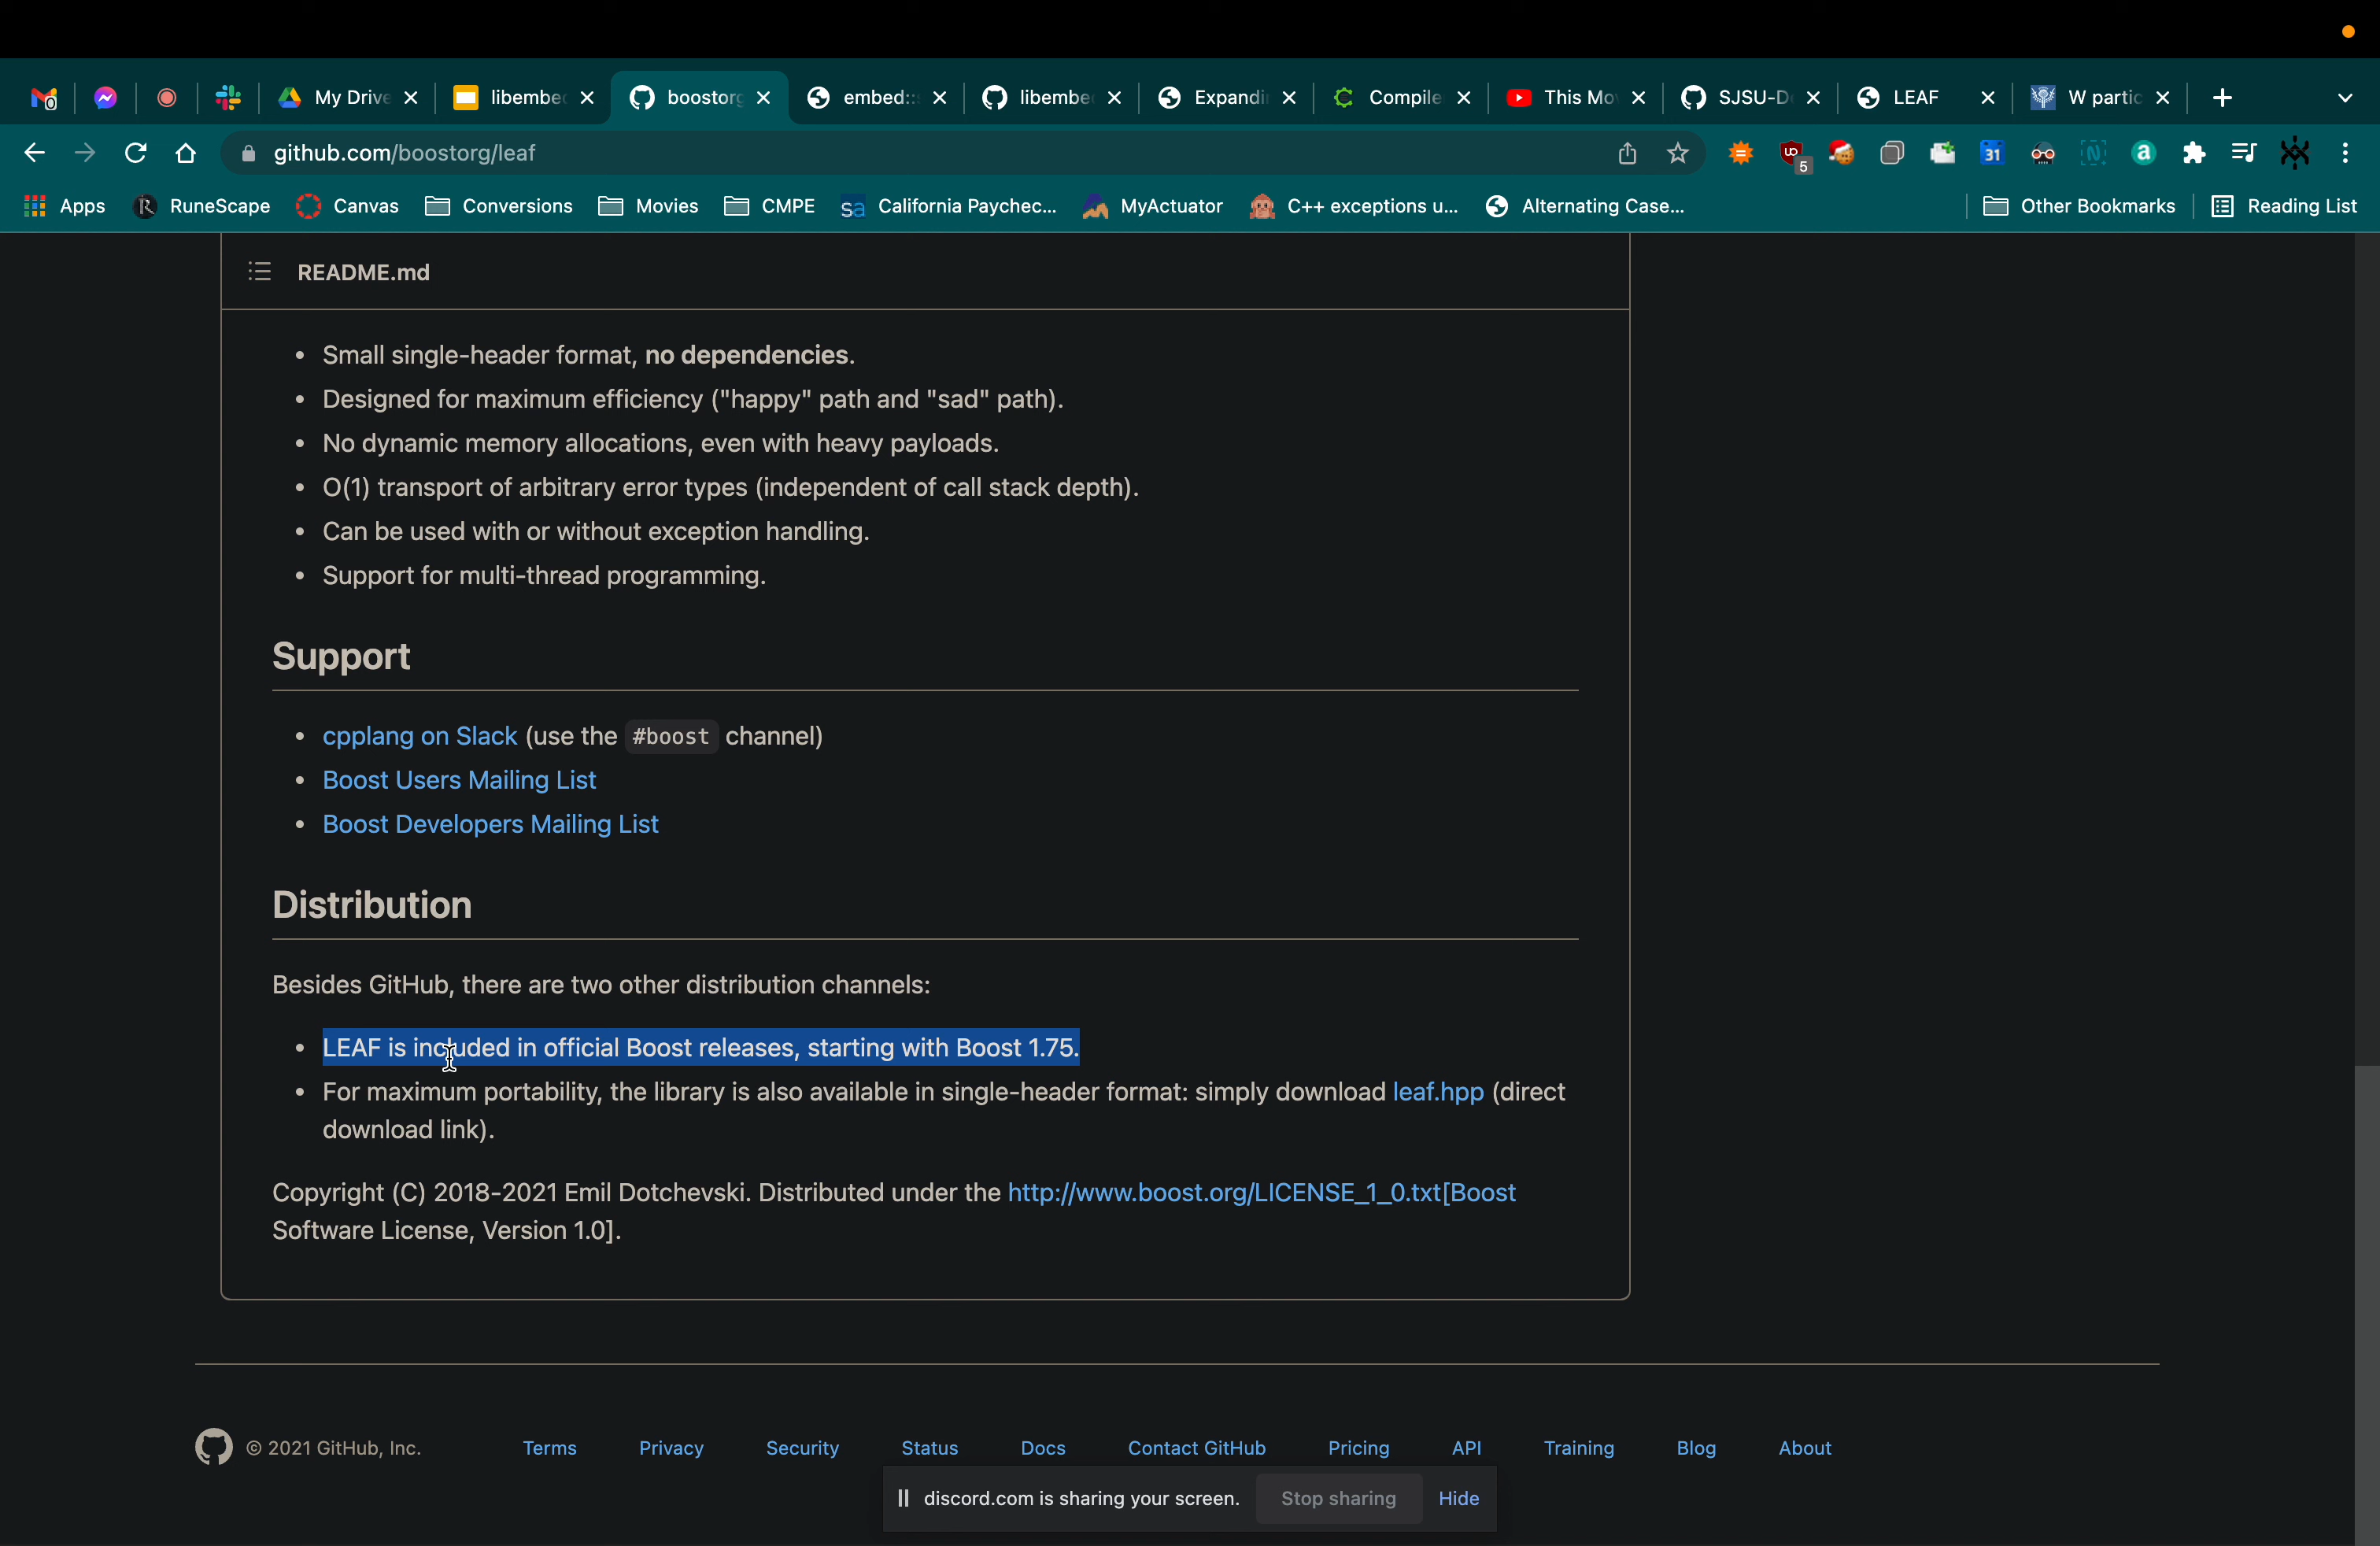 0
My Drive
libembed
boostorg
embed::
libembe
Expandi
Compile
This Mo
SJSU-D
LEAF
W partic
github.com/boostorg/leaf
5
31
Apps
RuneScape
Canvas
Conversions
Movies
CMPE
sa California Paychec...
MyActuator
C++ exceptions u...
Alternating Case...
Other Bookmarks
Reading List
README.md
• Small single-header format, no dependencies.
• Designed for maximum efficiency ("happy" path and "sad" path).
• No dynamic memory allocations, even with heavy payloads.
• O(1) transport of arbitrary error types (independent of call stack depth).
• Can be used with or without exception handling.
• Support for multi-thread programming.
Support
• cpplang on Slack (use the #boost channel)
• Boost Users Mailing List
• Boost Developers Mailing List
Distribution
Besides GitHub, there are two other distribution channels:
• LEAF is included in official Boost releases, starting with Boost 1.75.
• For maximum portability, the library is also available in single-header format: simply download leaf.hpp (direct
download link).
Copyright (C) 2018-2021 Emil Dotchevski. Distributed under the http://www.boost.org/LICENSE_1_0.txt[Boost
Software License, Version 1.0].
© 2021 GitHub, Inc.
Terms
Privacy
Security
Status
Docs
Contact GitHub
Pricing
API
Training
Blog
About
discord.com is sharing your screen.
Stop sharing
Hide